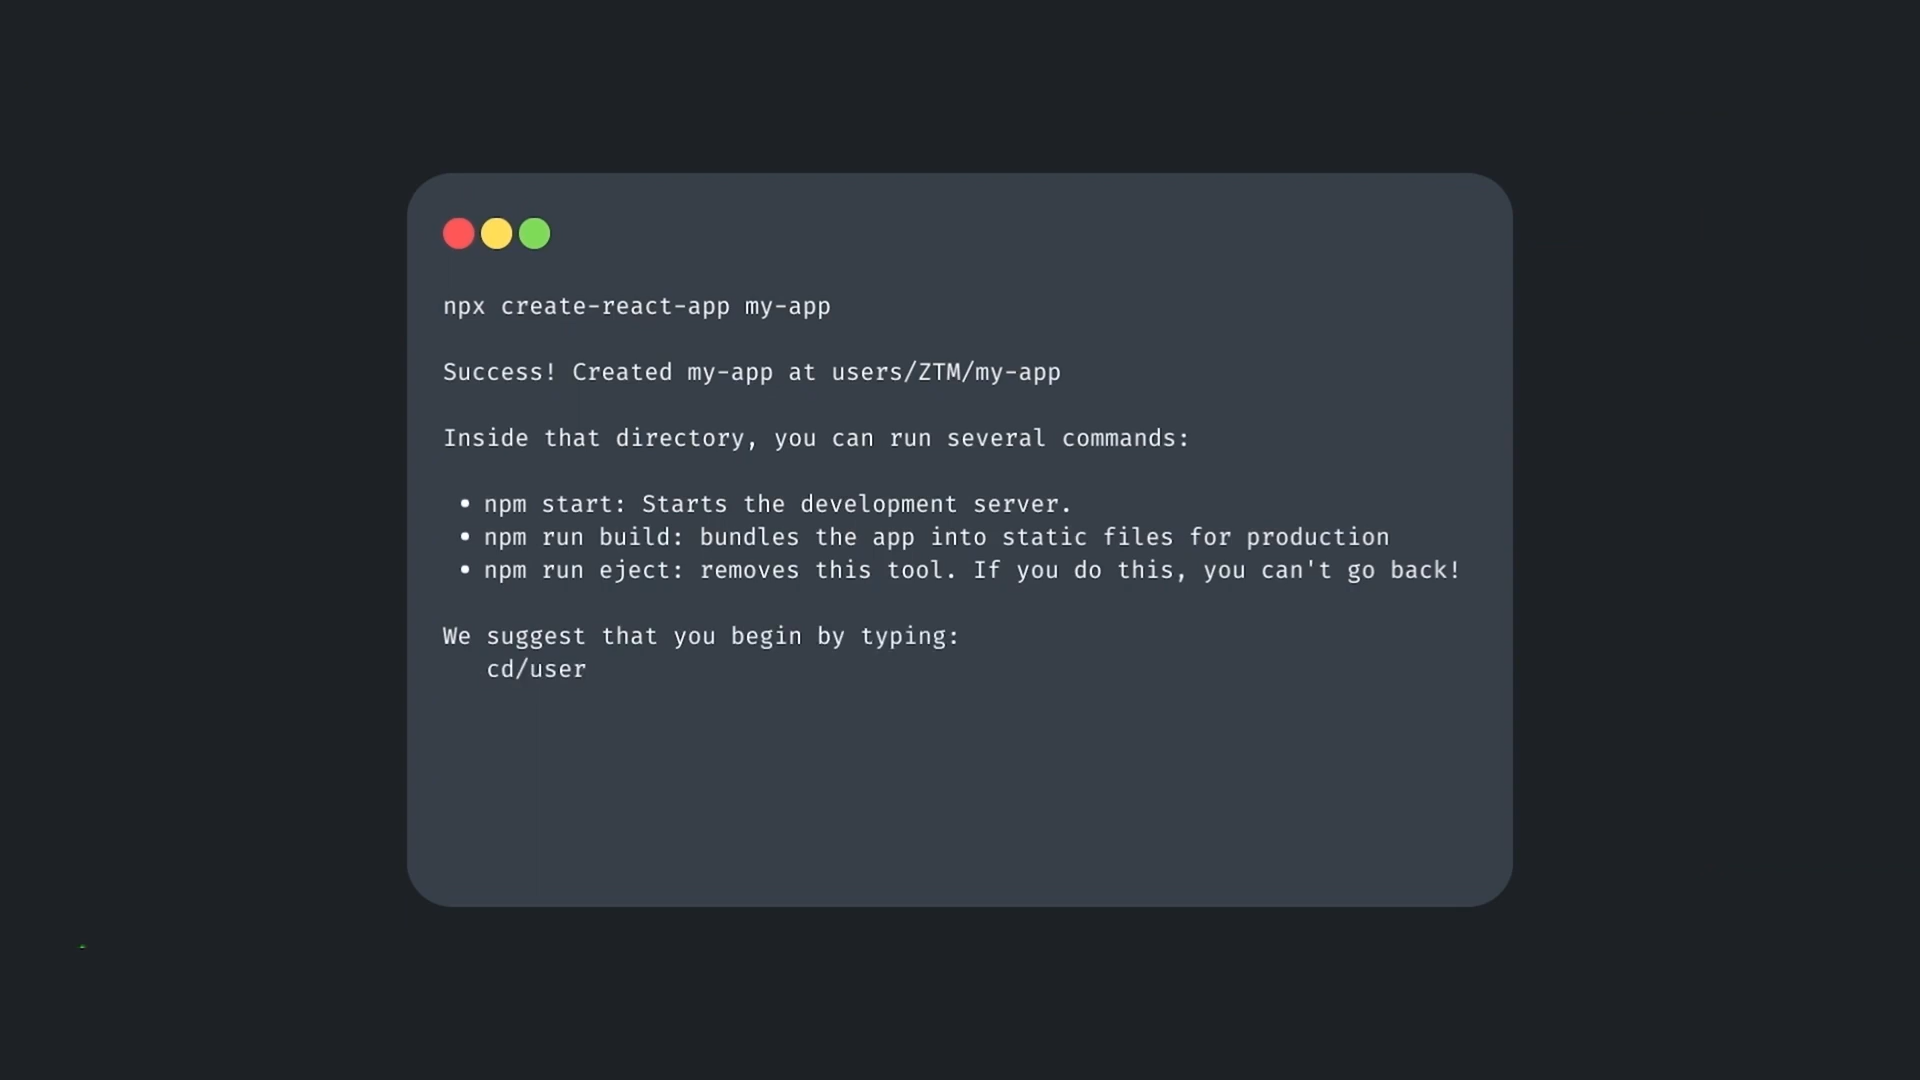 npx create-react-app my-app
Success! Created my-app at users/ZTM/my-app
Inside that directory, you can run several commands:
• npm start: Starts the development server.
• npm run build: bundles the app into static files for production
• npm run eject: removes this tool. If you do this, you can't go back!
We suggest that you begin by typing:
cd/user